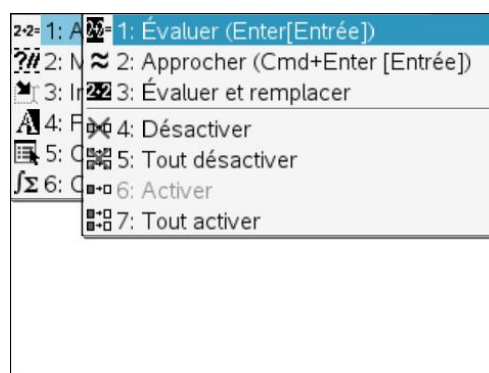 1: A
2: M
3: I
4: F
5: C
6: C
1: Évaluer (Enter[Entrée])
2: Approcher (Cmd+Enter [Entrée])
3: Évaluer et remplacer
4: Désactiver
5: Tout désactiver
6: Activer
7: Tout activer